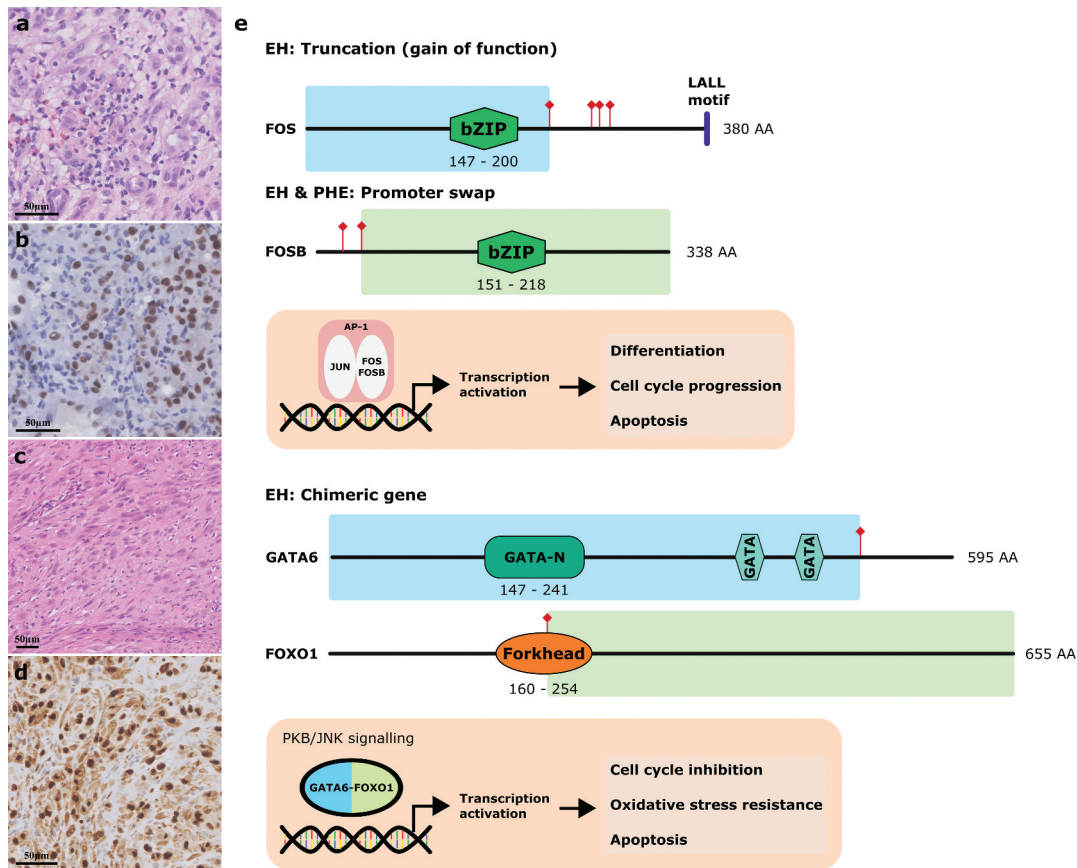 a
50µm
b
50µm
c
50µm
d
50µm
e
EH: Truncation (gain of function)
LALL
motif
FOS
bZIP
380 AA
147 - 200
EH & PHE: Promoter swap
FOSB
bZIP
338 AA
151 - 218
AP-1
JUN
FOS
FOSB
Transcription
activation
Differentiation
Cell cycle progression
Apoptosis
EH: Chimeric gene
GATA6
GATA-N
GATA
GATA
595 AA
147 - 241
FOXO1
Forkhead
655 AA
160 - 254
PKB/JNK signalling
GATA6-FOXO1
Transcription
activation
Cell cycle inhibition
Oxidative stress resistance
Apoptosis